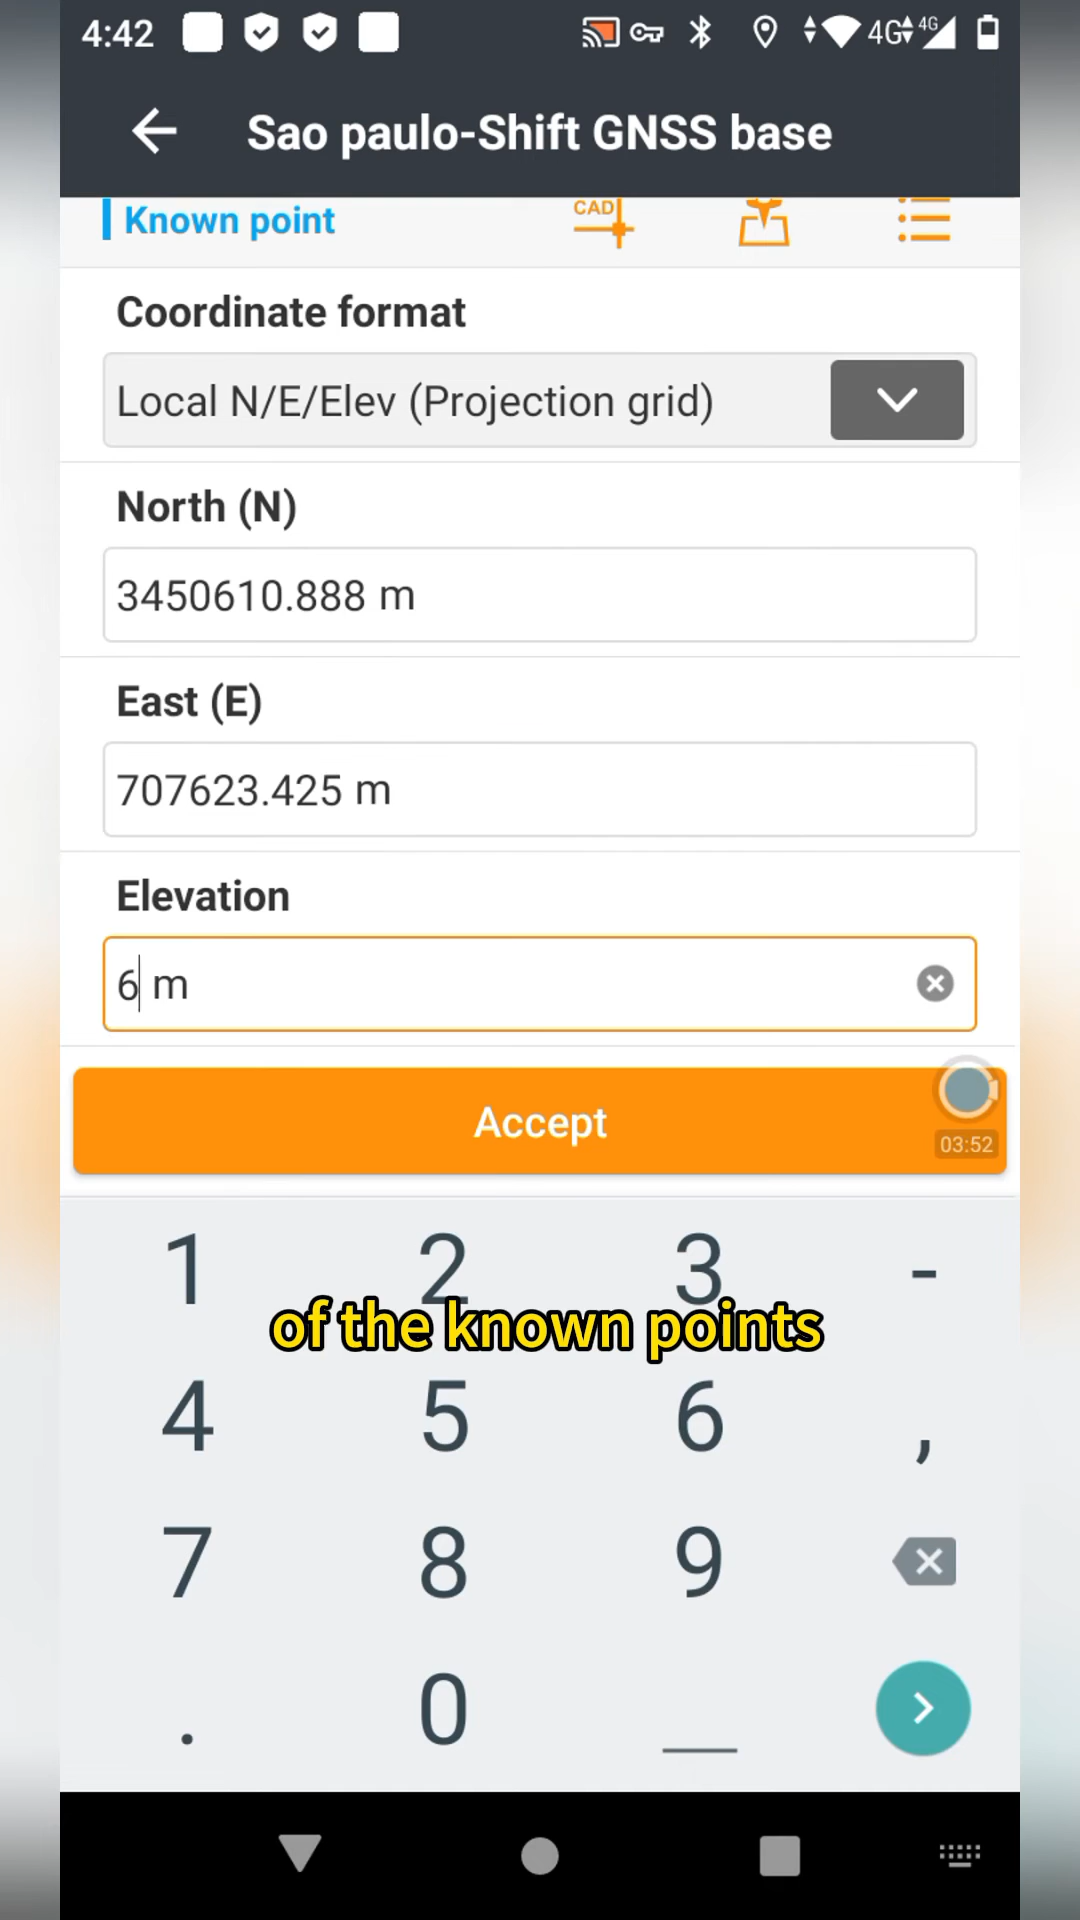 4:42 4G 4G
Sao paulo-Shift GNSS base
Known point CAD
Coordinate format
Local N/E/Elev (Projection grid)
North (N)
3450610.888 m
East (E)
707623.425 m
Elevation
6 m
Accept
03:52
1 2 3 -
of the known points
4 5 6 ,
7 8 9
. 0